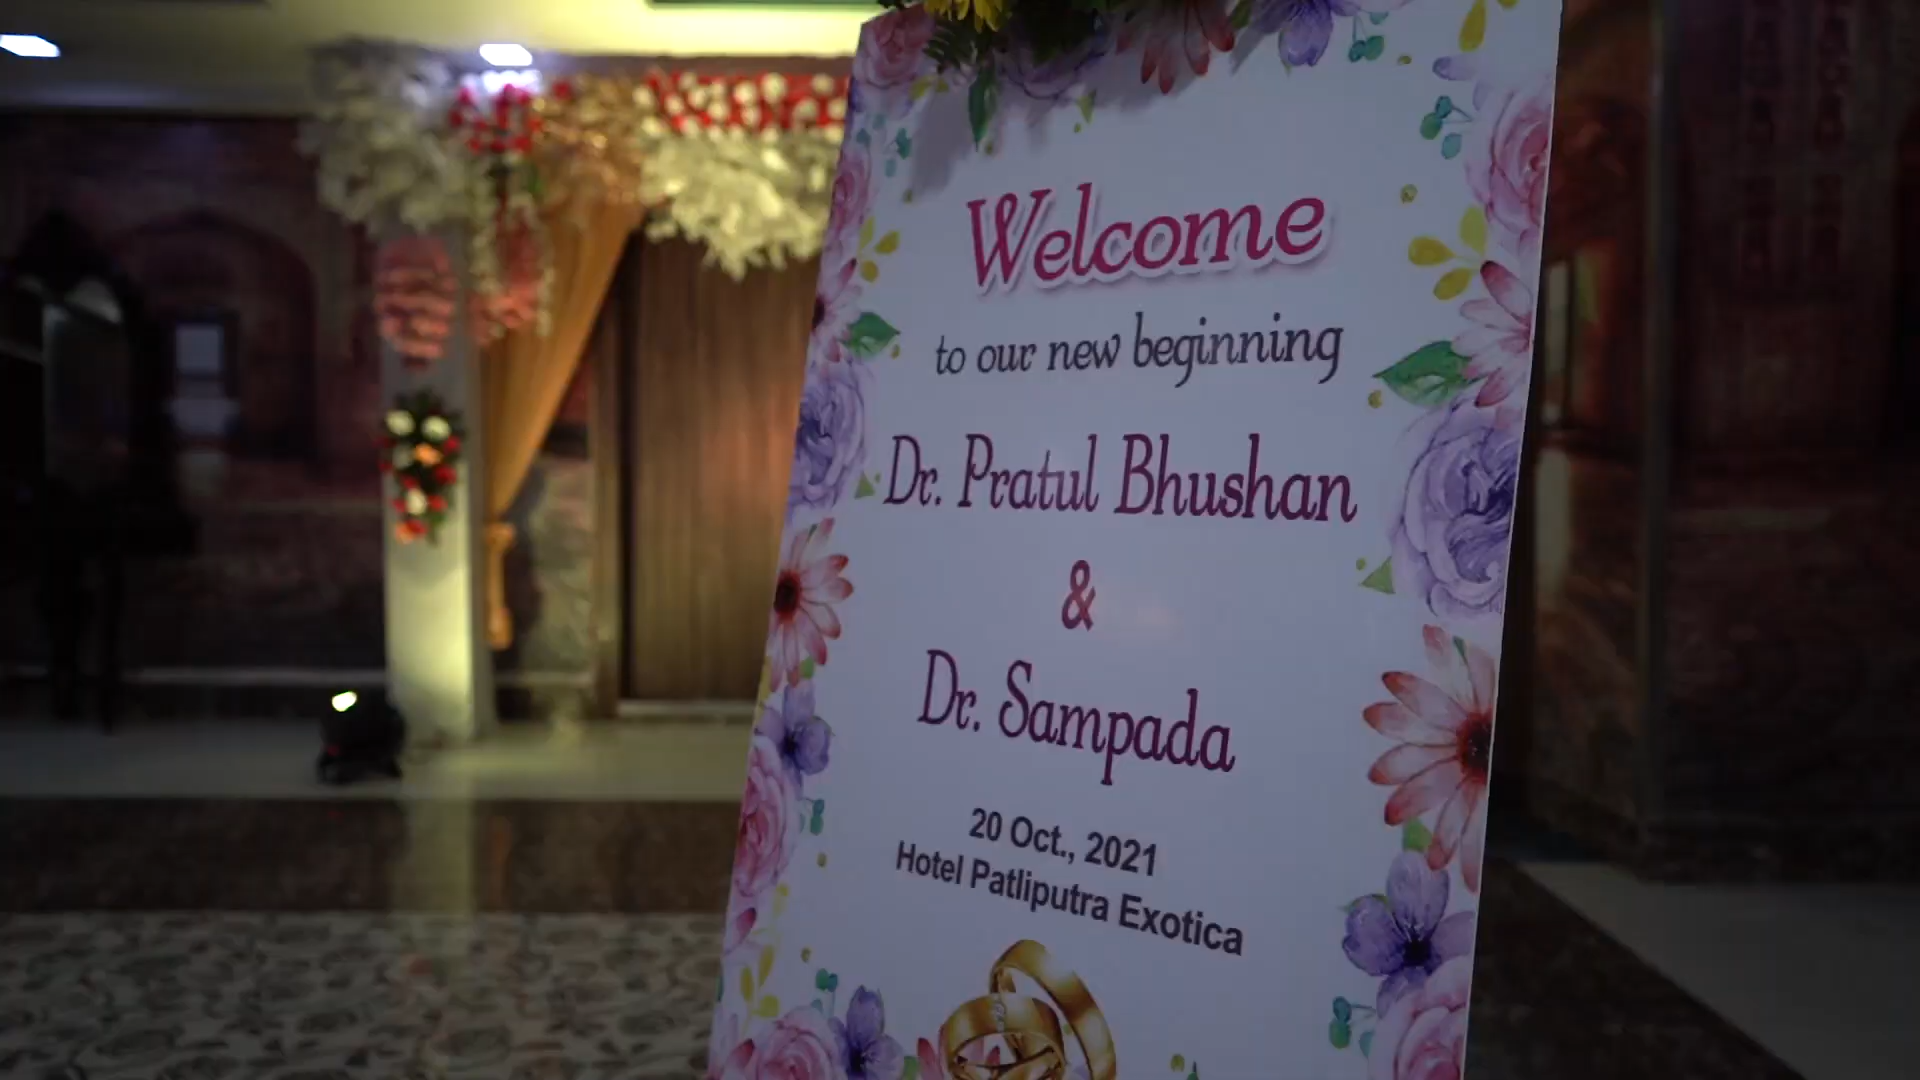 Welcome
to our new beginning
Dr. Pratul Bhushan
&
Dr. Sampada
20 Oct., 2021
Hotel Patliputra Exotica